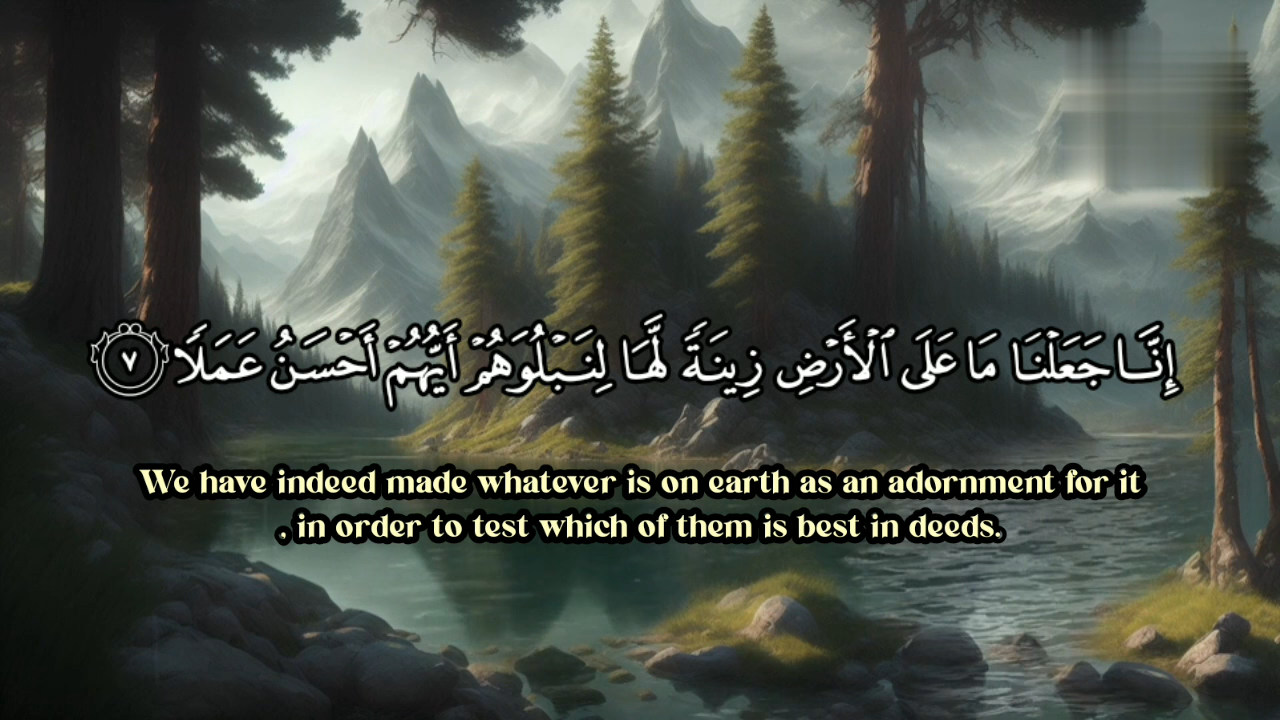 إِنَّا جَعَلْنَا مَا عَلَى ٱلْأَرْضِ زِينَةً لَّهَا لِنَبْلُوَهُمْ أَيُّهُمْ أَحْسَنُ عَمَلًا ٧
We have indeed made whatever is on earth as an adornment for it
, in order to test which of them is best in deeds.